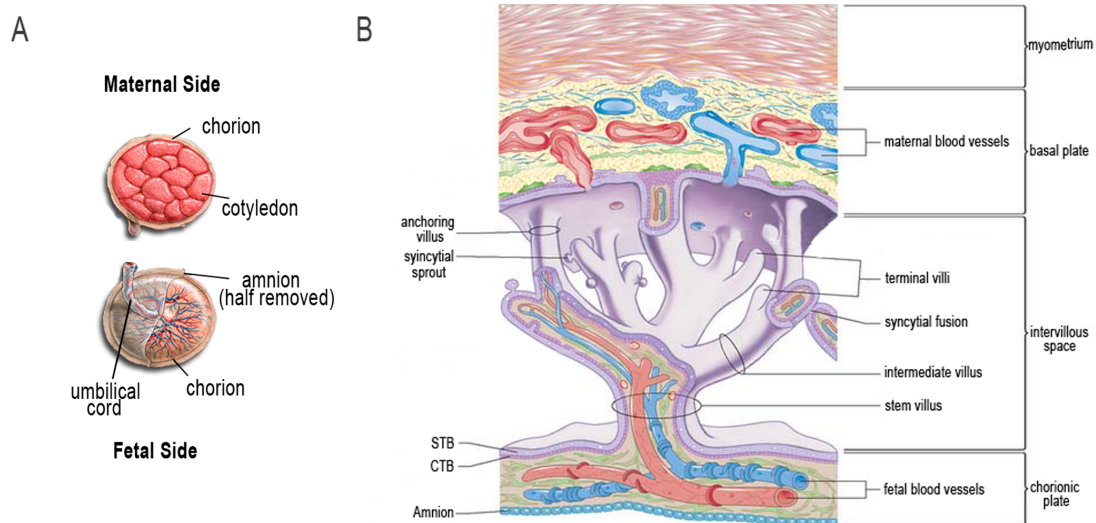 A
Maternal Side
chorion
cotyledon
amnion
(half removed)
umbilical
cord
chorion
Fetal Side
B
myometrium
maternal blood vessels
basal plate
anchoring
villus
syincytial
sprout
terminal villi
syncytial fusion
intervillous
space
intermediate villus
stem villus
STB
CTB
fetal blood vessels
chorionic
plate
Amnion